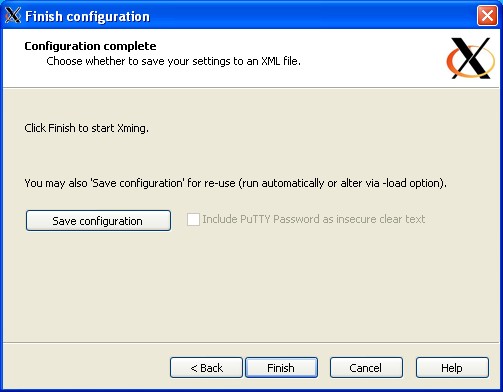 Finish configuration
Configuration complete
Choose whether to save your settings to an XML file.
Click Finish to start Xming.
You may also 'Save configuration' for re-use (run automatically or alter via -load option).
Save configuration
Include PuTTY Password as insecure clear text
< Back
Finish
Cancel
Help